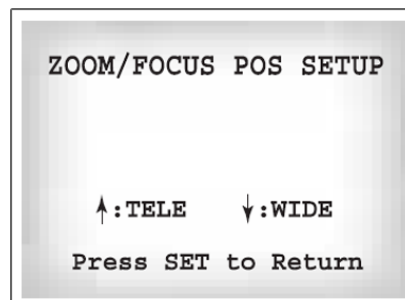 ZOOM/FOCUS POS SETUP
↑:TELE ↓:WIDE
Press SET to Return